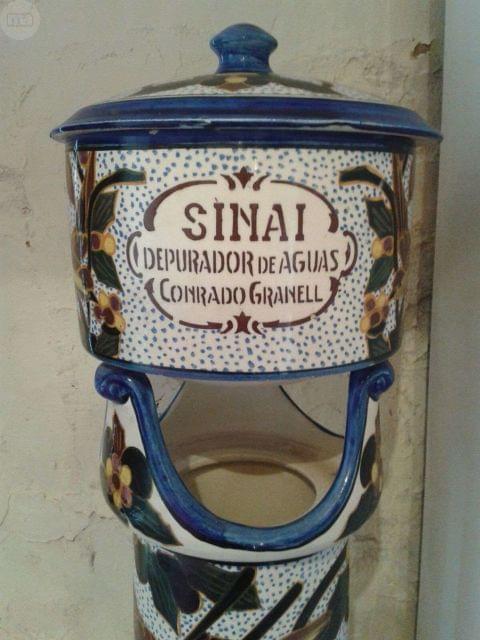 SINAI
DEPURADOR DE AGUAS
CONRADO GRANELL